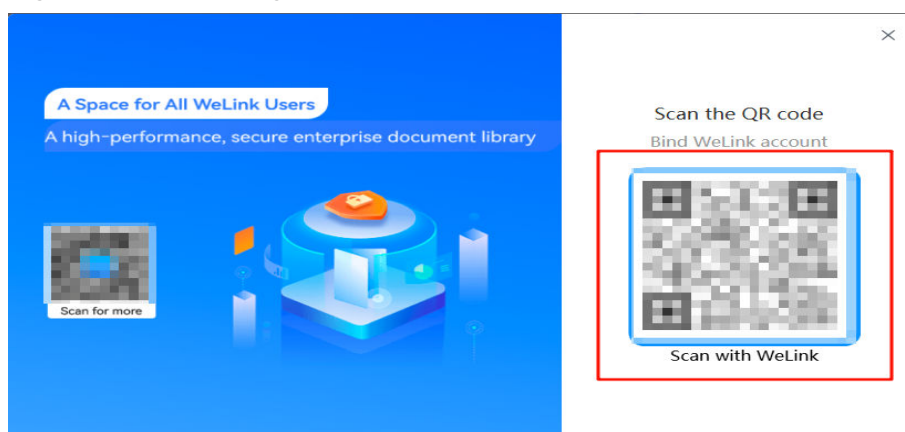 A Space for All WeLink Users
A high-performance, secure enterprise document library
Scan for more
Scan the QR code
Bind WeLink account
Scan with WeLink